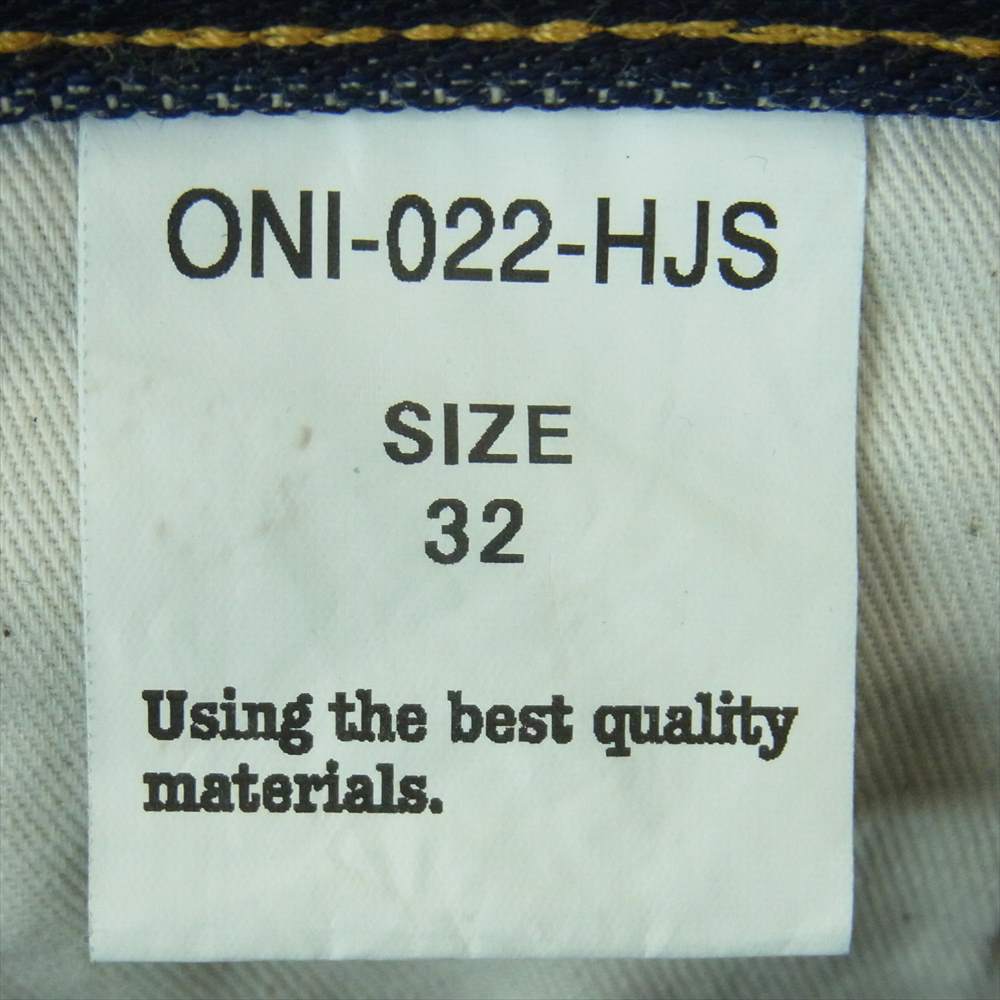 ONI-022-HJS
SIZE
32
Using the best quality
materials.